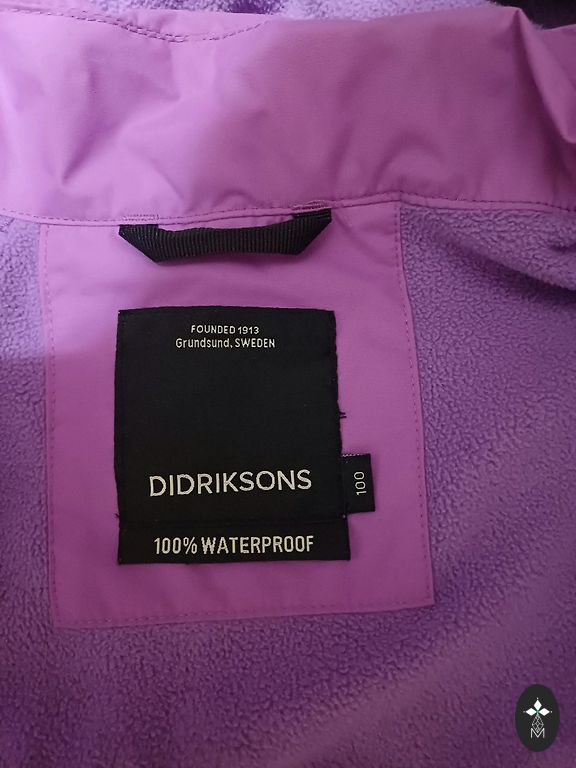 FOUNDED 1913
Grundsund, SWEDEN
DIDRIKSONS
100
100% WATERPROOF